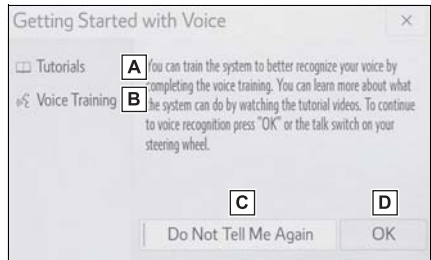 Getting Started with Voice ×
Tutorials A
Voice Training B
You can train the system to better recognize your voice by
completing the voice training. You can learn more about what
the system can do by watching the tutorial videos. To continue
to voice recognition press "OK" or the talk switch on your
steering wheel.
C D
Do Not Tell Me Again OK